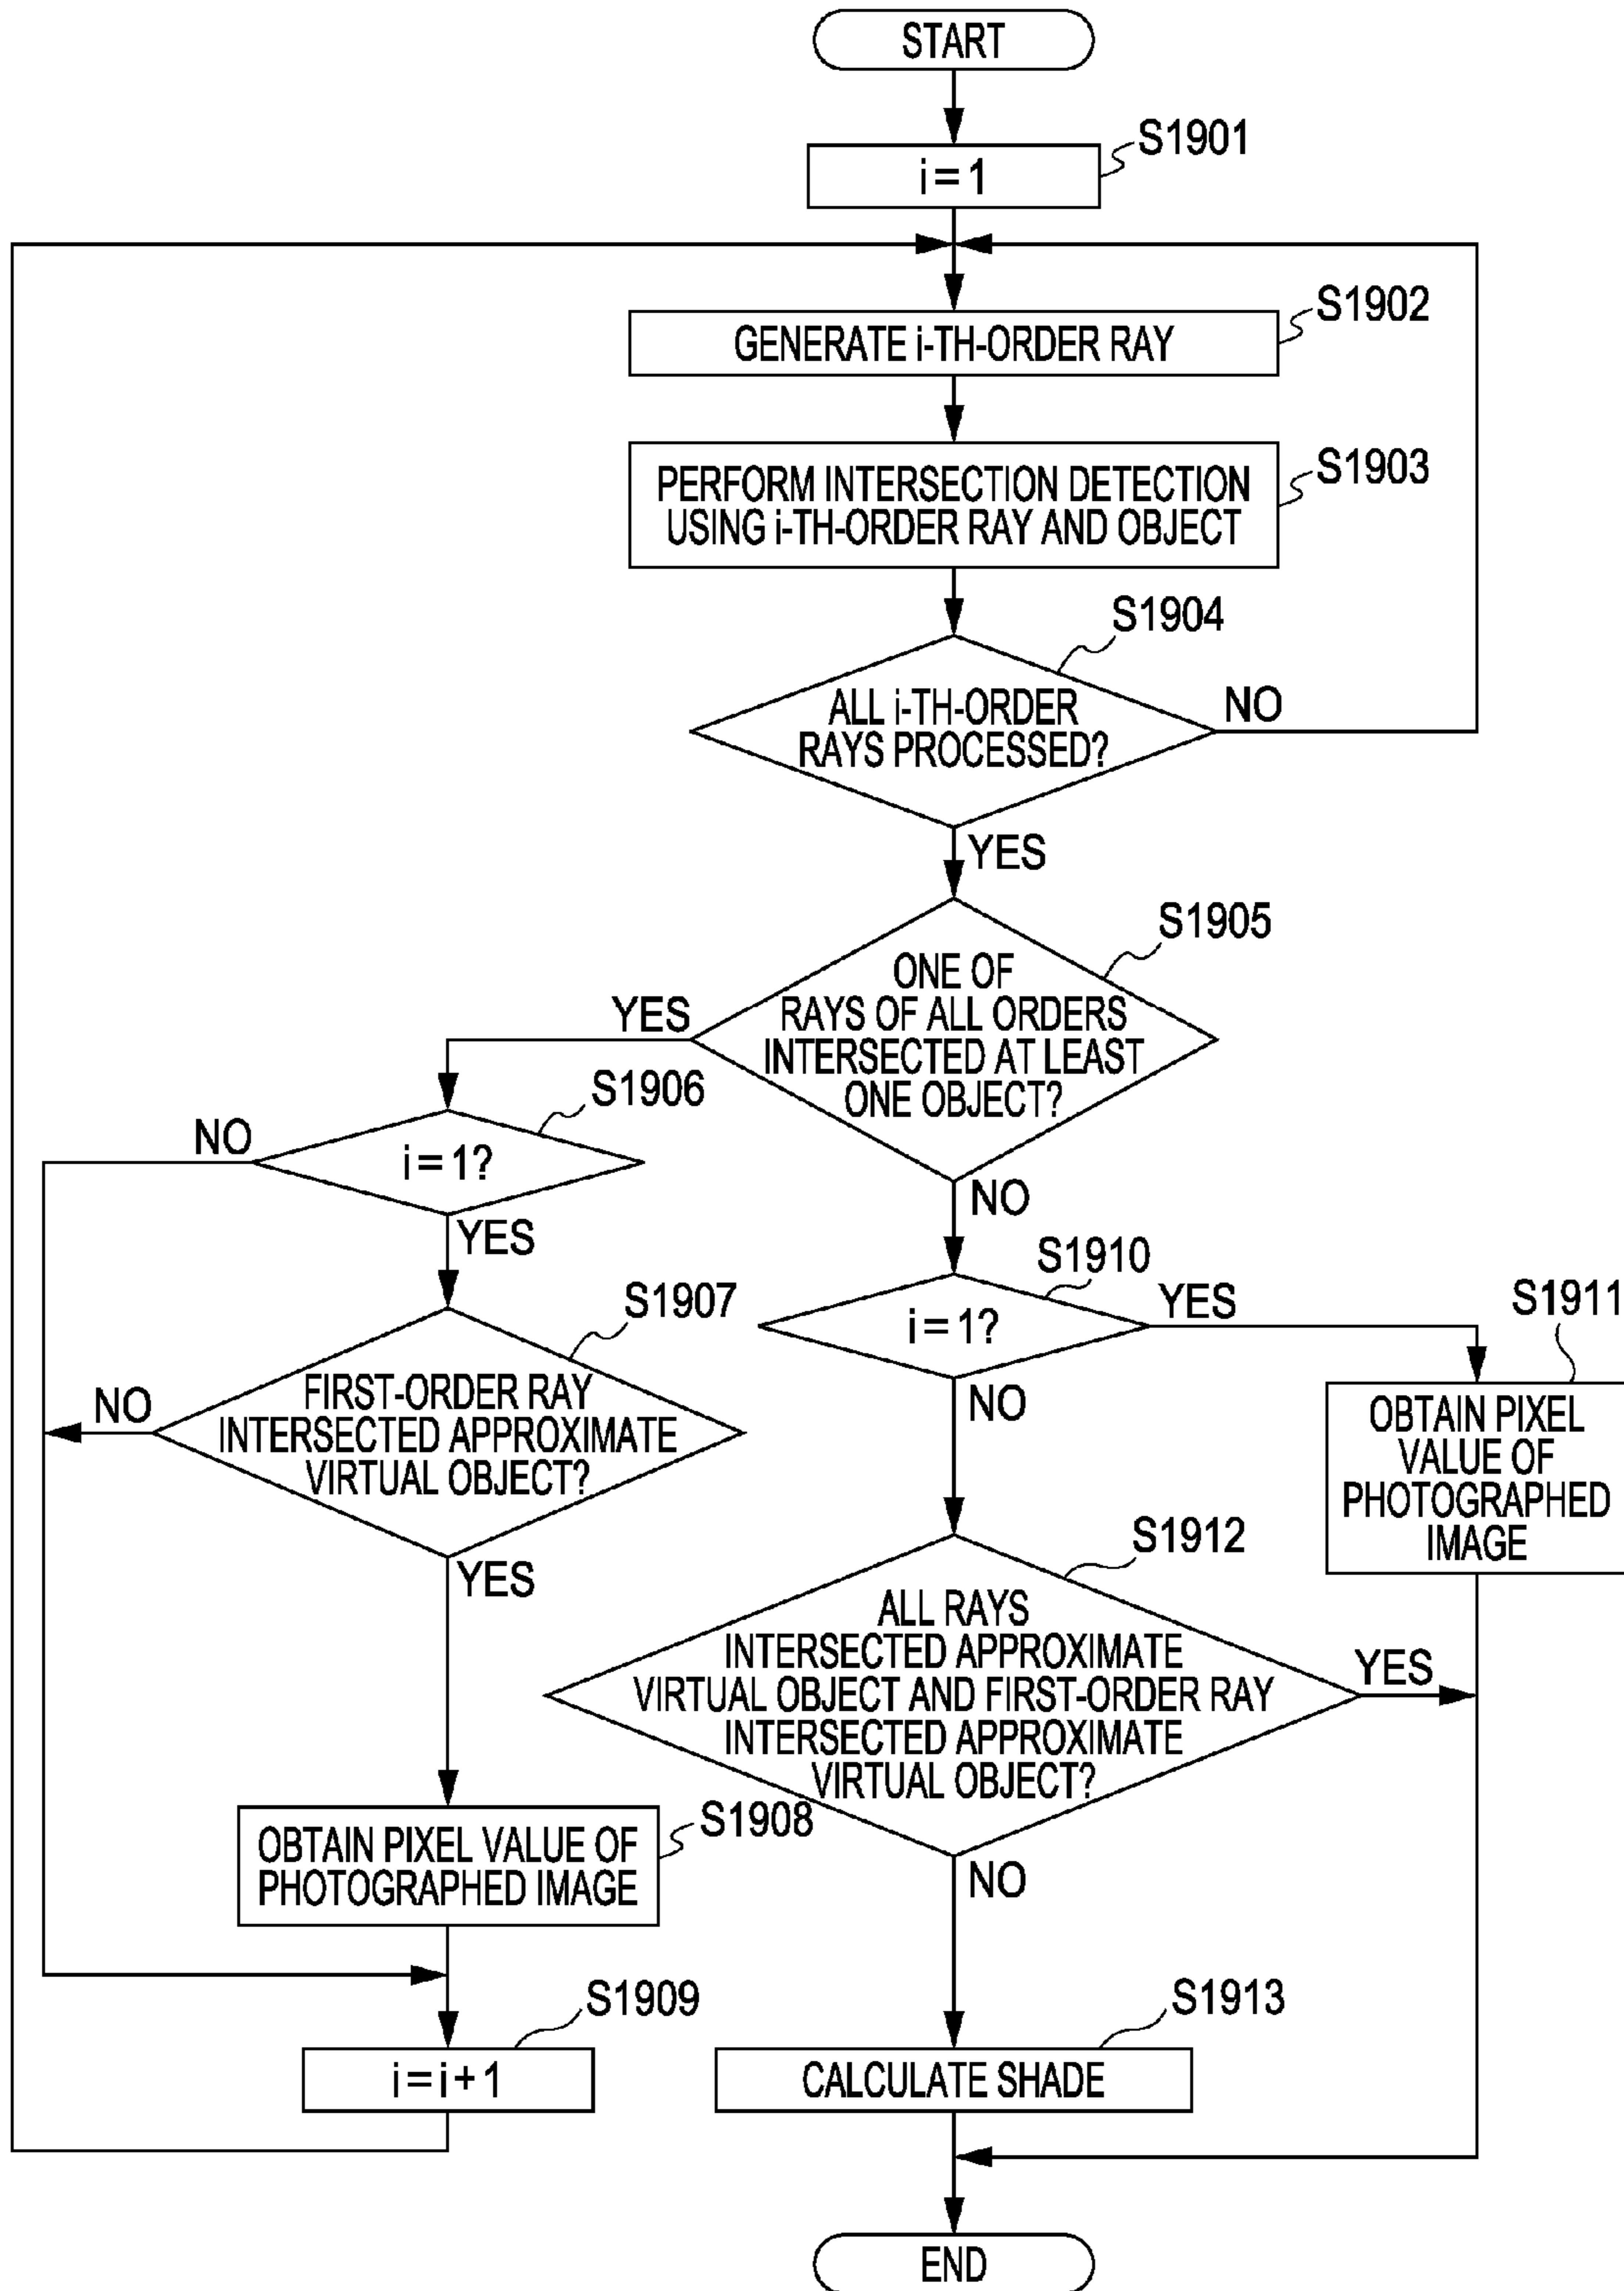 START
S1901
i=1
S1902
GENERATE i-TH-ORDER RAY
S1903
PERFORM INTERSECTION DETECTION
USING i-TH-ORDER RAY AND OBJECT
S1904
ALL i-TH-ORDER
RAYS PROCESSED?
NO
YES
S1905
ONE OF
RAYS OF ALL ORDERS
INTERSECTED AT LEAST
ONE OBJECT?
YES
NO
S1906
i=1?
NO
YES
S1907
FIRST-ORDER RAY
INTERSECTED APPROXIMATE
VIRTUAL OBJECT?
NO
YES
S1908
OBTAIN PIXEL VALUE OF
PHOTOGRAPHED IMAGE
S1909
i=i+1
S1910
i=1?
YES
NO
S1911
OBTAIN PIXEL
VALUE OF
PHOTOGRAPHED
IMAGE
S1912
ALL RAYS
INTERSECTED APPROXIMATE
VIRTUAL OBJECT AND FIRST-ORDER RAY
INTERSECTED APPROXIMATE
VIRTUAL OBJECT?
YES
NO
S1913
CALCULATE SHADE
END